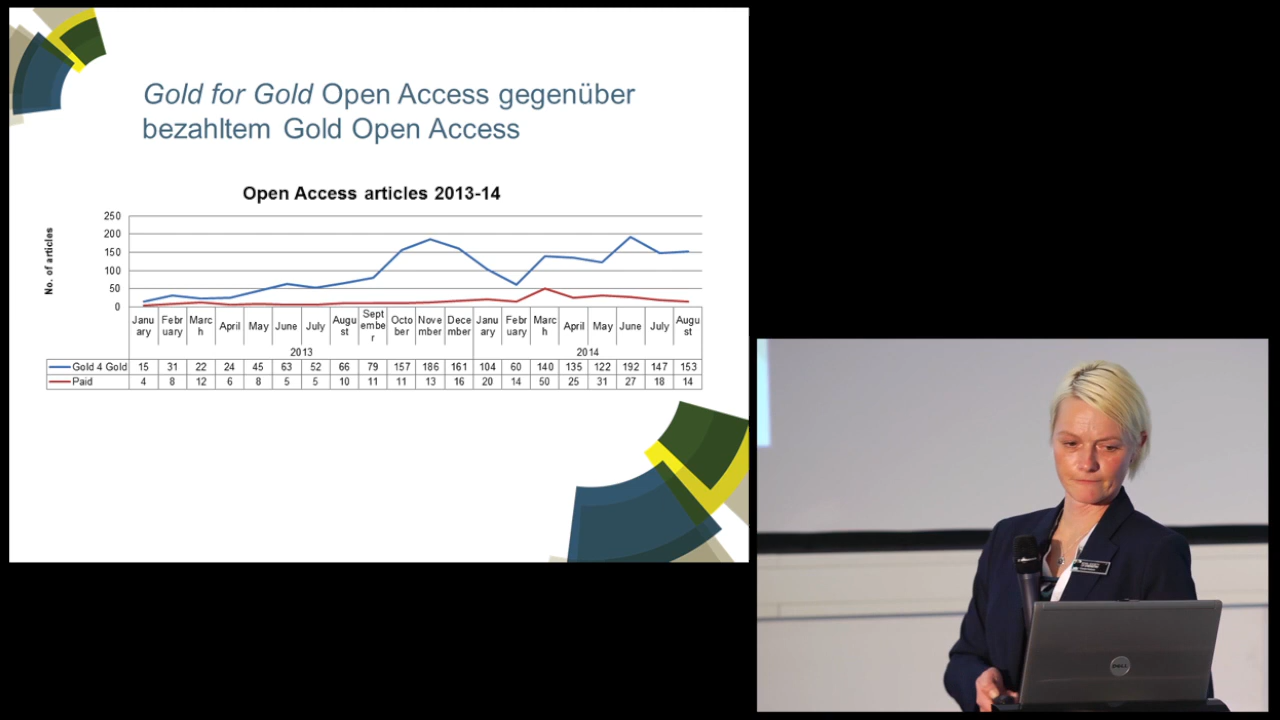 Gold for Gold Open Access gegenüber
bezahltem Gold Open Access
Open Access articles 2013-14
No. of articles
250
200
150
100
50
0
Janu ary Febr uary Marc h April May June July Augu st Sept embe r Octo ber Nove mber Dece mber Janu ary Febr uary Marc h April May June July Augu st
2013 2014
Gold 4 Gold 15 31 22 24 45 63 52 66 79 157 186 161 104 60 140 135 122 192 147 153
Paid 4 8 12 6 8 5 5 10 11 11 13 16 20 14 50 25 31 27 18 14
DELL